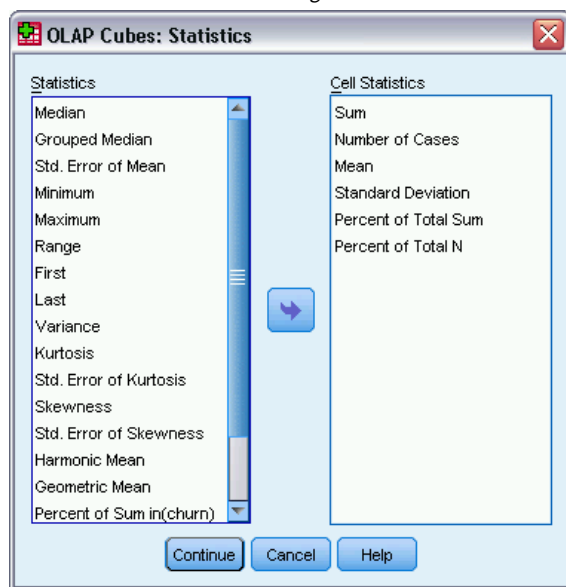 OLAP Cubes: Statistics
Statistics
Median
Grouped Median
Std. Error of Mean
Minimum
Maximum
Range
First
Last
Variance
Kurtosis
Std. Error of Kurtosis
Skewness
Std. Error of Skewness
Harmonic Mean
Geometric Mean
Percent of Sum in(churn)
Cell Statistics
Sum
Number of Cases
Mean
Standard Deviation
Percent of Total Sum
Percent of Total N
Continue
Cancel
Help